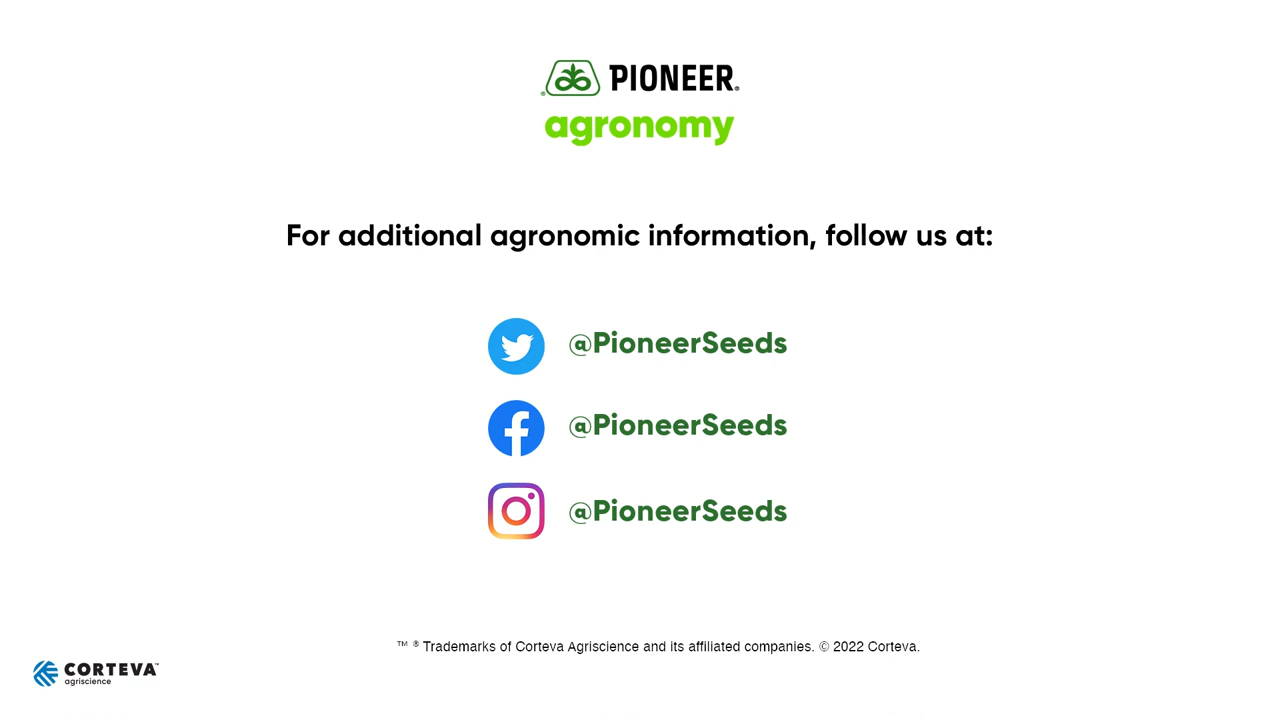 PIONEER®
agronomy
For additional agronomic information, follow us at:
@PioneerSeeds
@PioneerSeeds
@PioneerSeeds
™ ® Trademarks of Corteva Agriscience and its affiliated companies. © 2022 Corteva.
CORTEVA™
agriscience